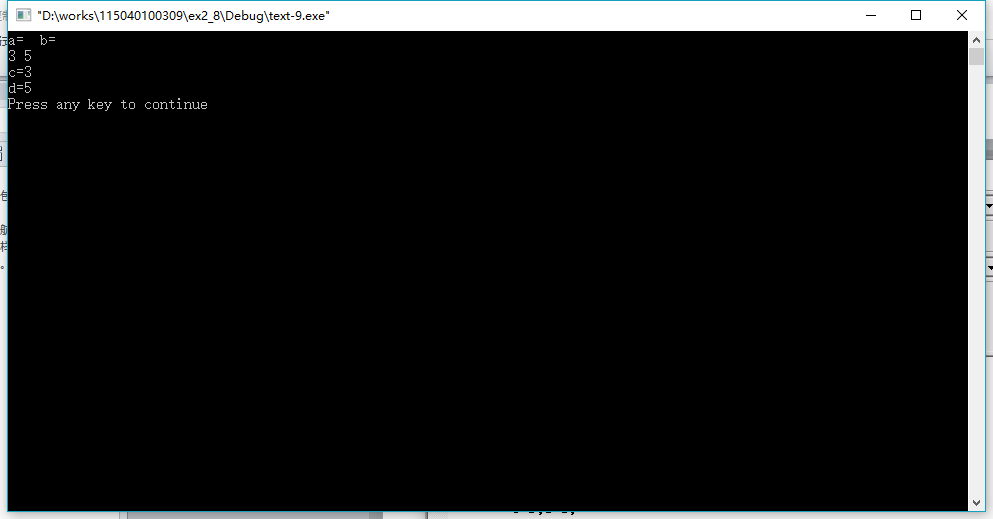 "D:\works\115040100309\ex2_8\Debug\text-9.exe"
a=  b=
3 5
c=3
d=5
Press any key to continue